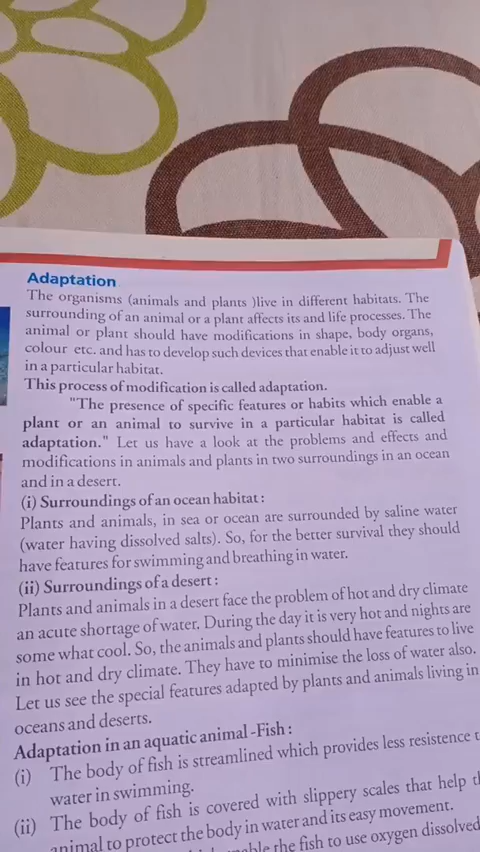 Adaptation
The organisms (animals and plants )live in different habitats. The
surrounding of an animal or a plant affects its and life processes. The
animal or plant should have modifications in shape, body organs,
colour etc. and has to develop such devices that enable it to adjust well
in a particular habitat.
This process of modification is called adaptation.
"The presence of specific features or habits which enable a
plant or an animal to survive in a particular habitat is called
adaptation." Let us have a look at the problems and effects and
modifications in animals and plants in two surroundings in an ocean
and in a desert.
(i) Surroundings of an ocean habitat :
Plants and animals, in sea or ocean are surrounded by saline water
(water having dissolved salts). So, for the better survival they should
have features for swimming and breathing in water.
(ii) Surroundings of a desert :
Plants and animals in a desert face the problem of hot and dry climate
an acute shortage of water. During the day it is very hot and nights are
some what cool. So, the animals and plants should have features to live
in hot and dry climate. They have to minimise the loss of water also.
Let us see the special features adapted by plants and animals living in
oceans and deserts.
Adaptation in an aquatic animal -Fish :
(i) The body of fish is streamlined which provides less resistence
water in swimming.
(ii) The body of fish is covered with slippery scales that help
animal to protect the body in water and its easy movement.
the fish to use oxygen dissolved